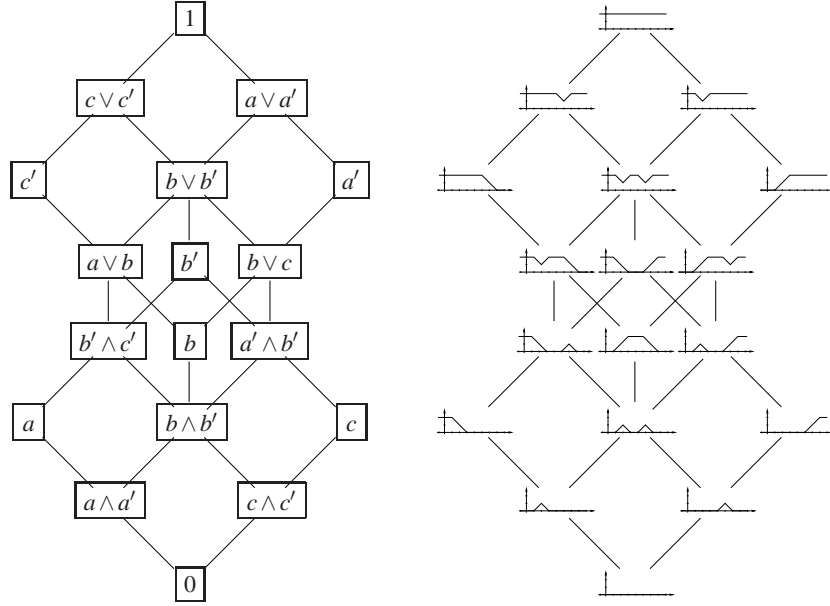 1
c ∨ c′ a ∨ a′
c′ b ∨ b′ a′
a ∨ b b′ b ∨ c
b′ ∧ c′ b a′ ∧ b′
a b ∧ b′ c
a ∧ a′ c ∧ c′
0